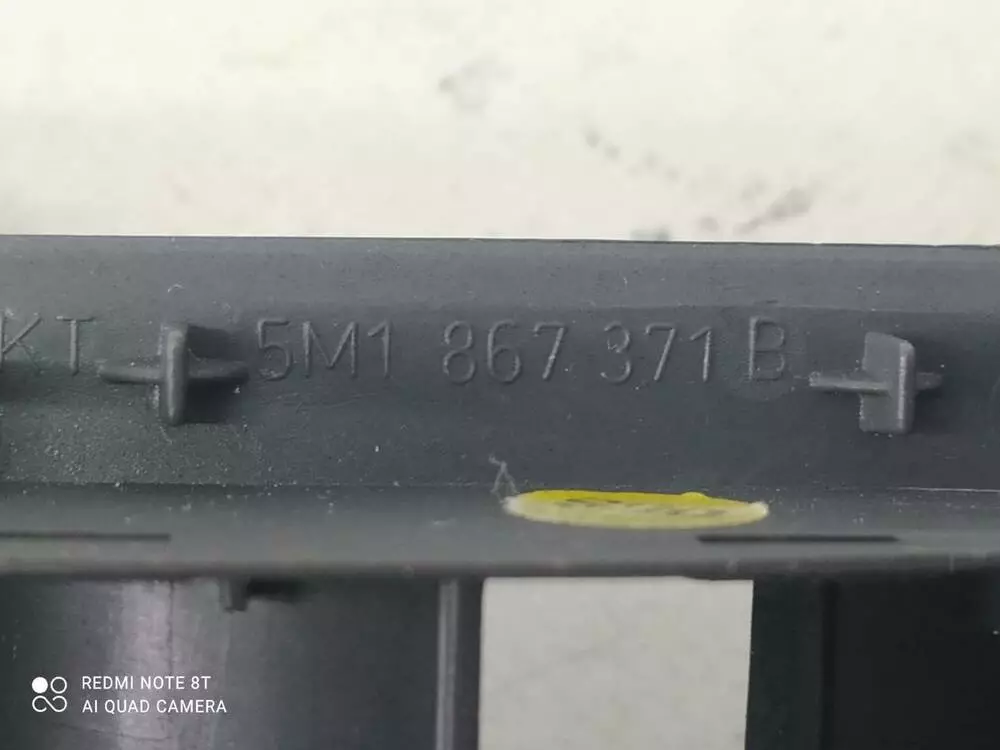 KT 5M1 867 371 B
REDMI NOTE 8T
AI QUAD CAMERA